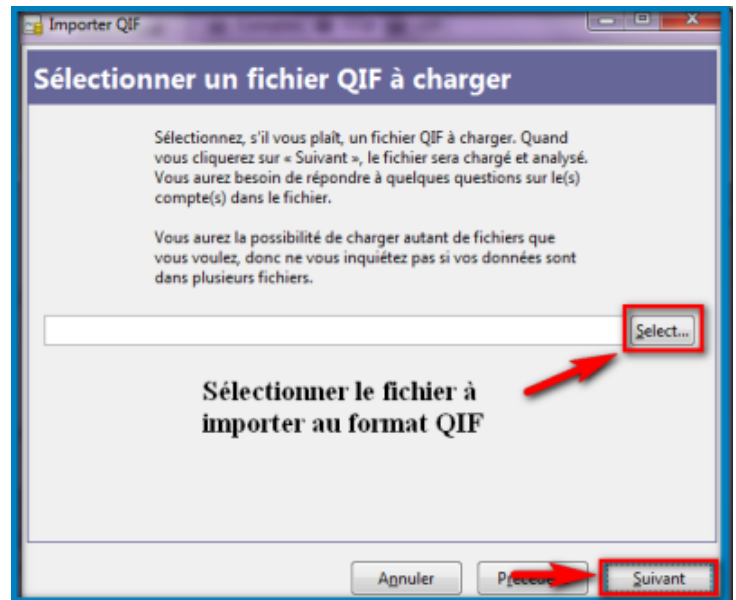 Importer QIF
Sélectionner un fichier QIF à charger
Sélectionnez, s'il vous plaît, un fichier QIF à charger. Quand
vous cliquerez sur « Suivant », le fichier sera chargé et analysé.
Vous aurez besoin de répondre à quelques questions sur le(s)
compte(s) dans le fichier.
Vous aurez la possibilité de charger autant de fichiers que
vous voulez, donc ne vous inquiétez pas si vos données sont
dans plusieurs fichiers.
Select...
Sélectionner le fichier à
importer au format QIF
Annuler
Suivant